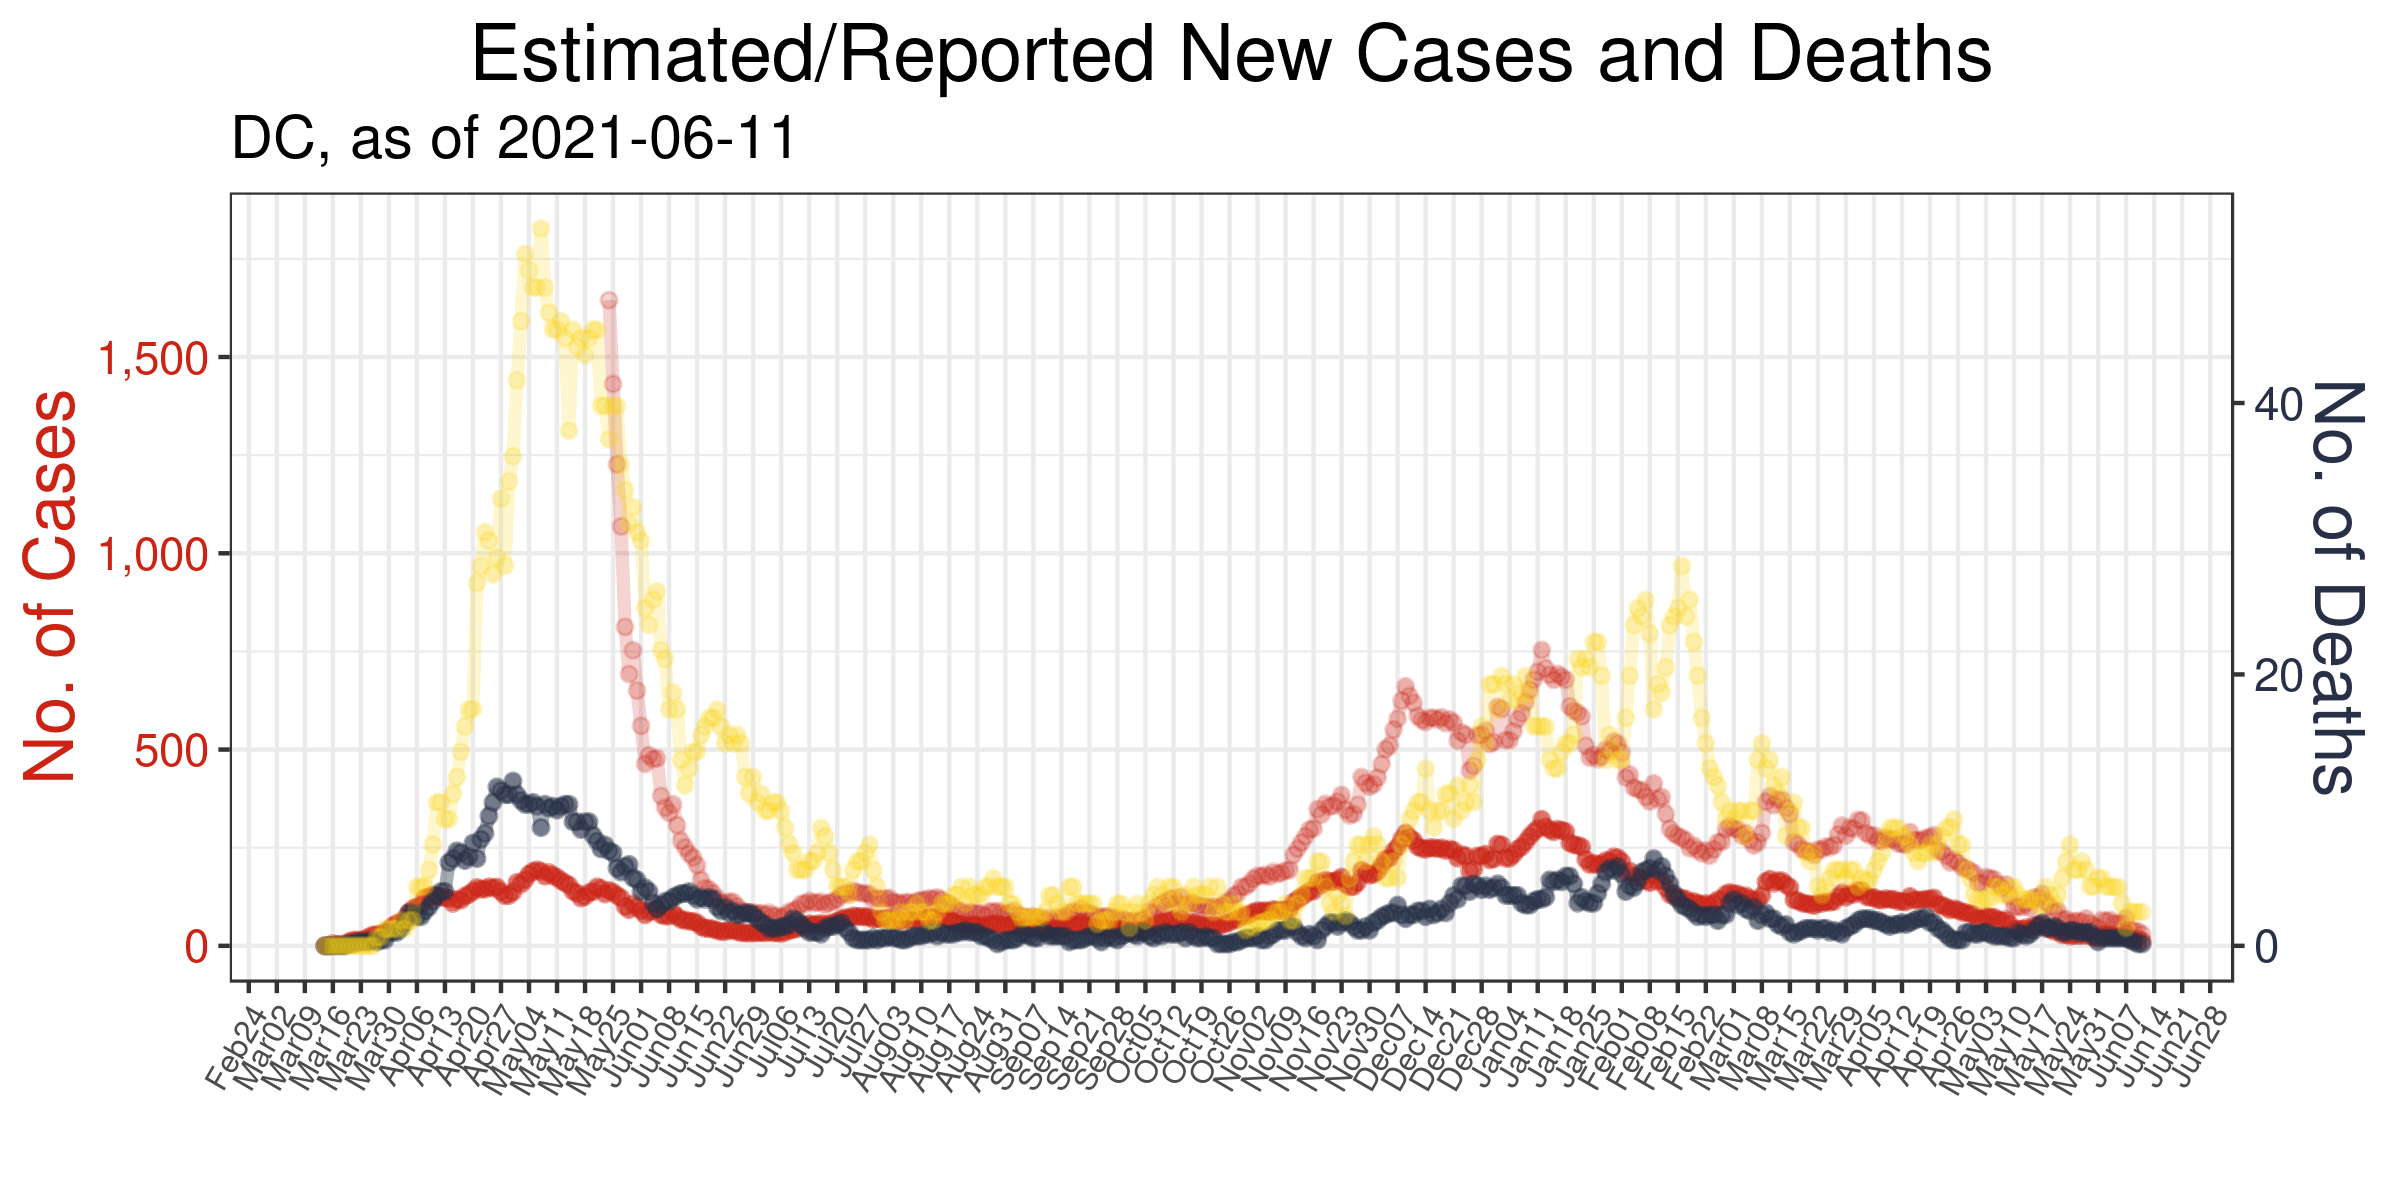 Estimated/Reported New Cases and Deaths
DC, as of 2021-06-11
No. of Cases
1,500
1,000
500
0
40
20
0
No. of Deaths
Feb24
Mar02
Mar09
Mar16
Mar23
Mar30
Apr06
Apr13
Apr20
Apr27
May04
May11
May18
May25
Jun01
Jun08
Jun15
Jun22
Jun29
Jul06
Jul13
Jul20
Jul27
Aug03
Aug10
Aug17
Aug24
Aug31
Sep07
Sep14
Sep21
Sep28
Oct05
Oct12
Oct19
Oct26
Nov02
Nov09
Nov16
Nov23
Nov30
Dec07
Dec14
Dec21
Dec28
Jan04
Jan11
Jan18
Jan25
Feb01
Feb08
Feb15
Feb22
Mar01
Mar08
Mar15
Mar22
Mar29
Apr05
Apr12
Apr19
Apr26
May03
May10
May17
May24
May31
Jun07
Jun14
Jun21
Jun28